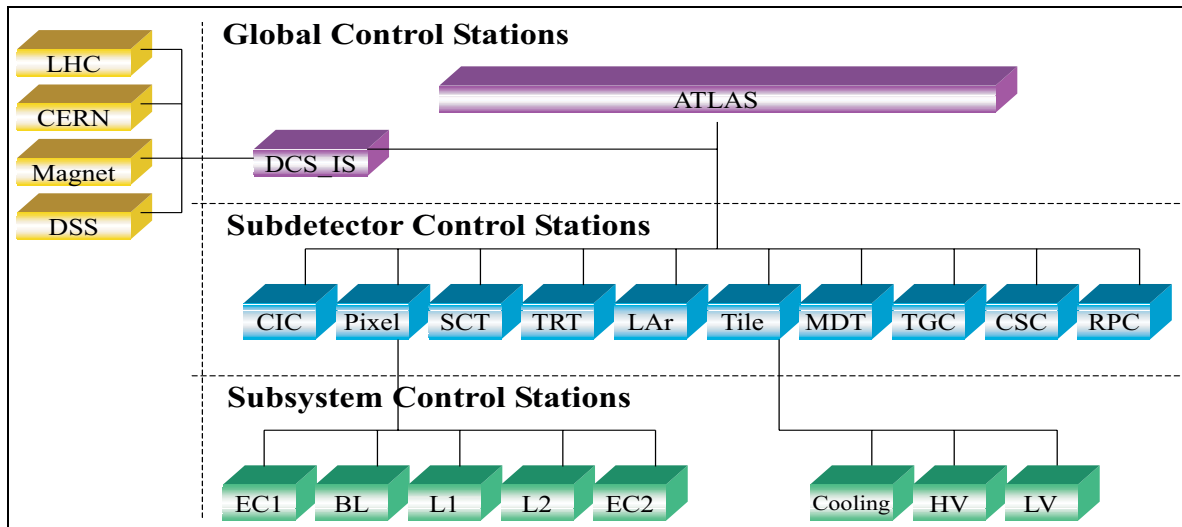 Global Control Stations
LHC
CERN
Magnet
DSS
ATLAS
DCS_IS
Subdetector Control Stations
CIC Pixel SCT TRT LAr Tile MDT TGC CSC RPC
Subsystem Control Stations
EC1 BL L1 L2 EC2 Cooling HV LV